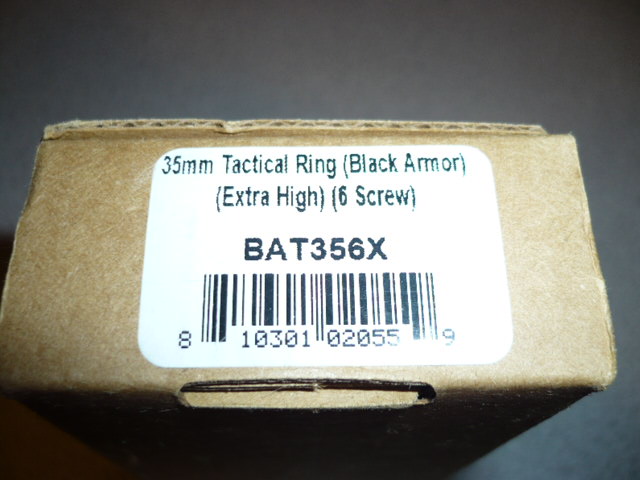 35mm Tactical Ring (Black Armor)
(Extra High) (6 Screw)
BAT356X
8 10301 02055 9